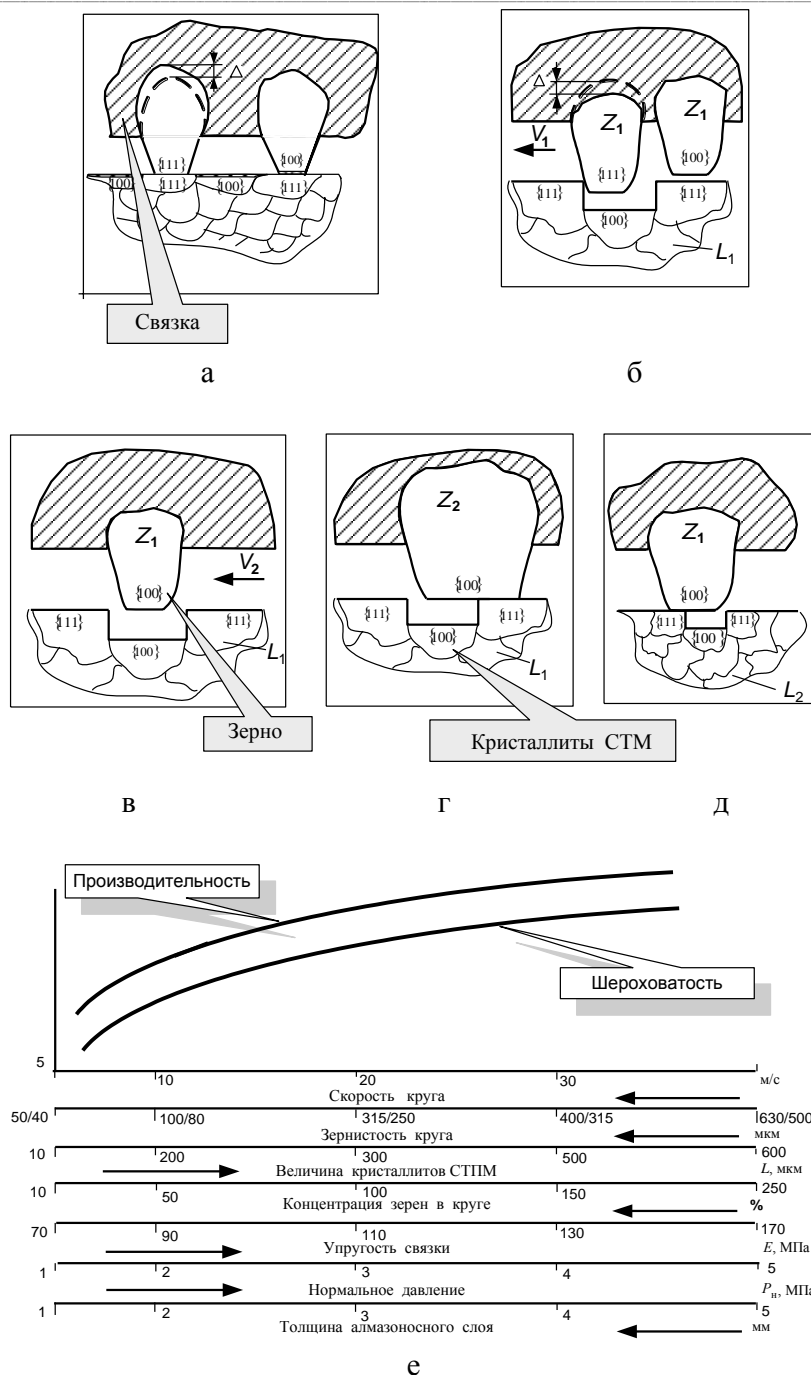 Δ
{111}
{100}
{100}
{111}
{100}
{111}
Связка
а
Δ
V1
Z1
Z1
{111}
{100}
{111}
{111}
{100}
L1
б
Z1
V2
{100}
{111}
{111}
{100}
L1
Зерно
в
Z2
{100}
{111}
{111}
{100}
L1
Кристаллиты СТМ
г
Z1
{100}
{111}
{111}
{100}
L2
д
Производительность
Шероховатость
5 10 20 30 м/с
Скорость круга
50/40 100/80 315/250 400/315 630/500
Зернистость круга мкм
10 200 300 500 600
Величина кристаллитов СТПМ L, мкм
10 50 100 150 250
Концентрация зерен в круге %
70 90 110 130 170
Упругость связки E, МПа
1 2 3 4 5
Нормальное давление Pн, МПа
1 2 3 4 5
Толщина алмазоносного слоя мм
е